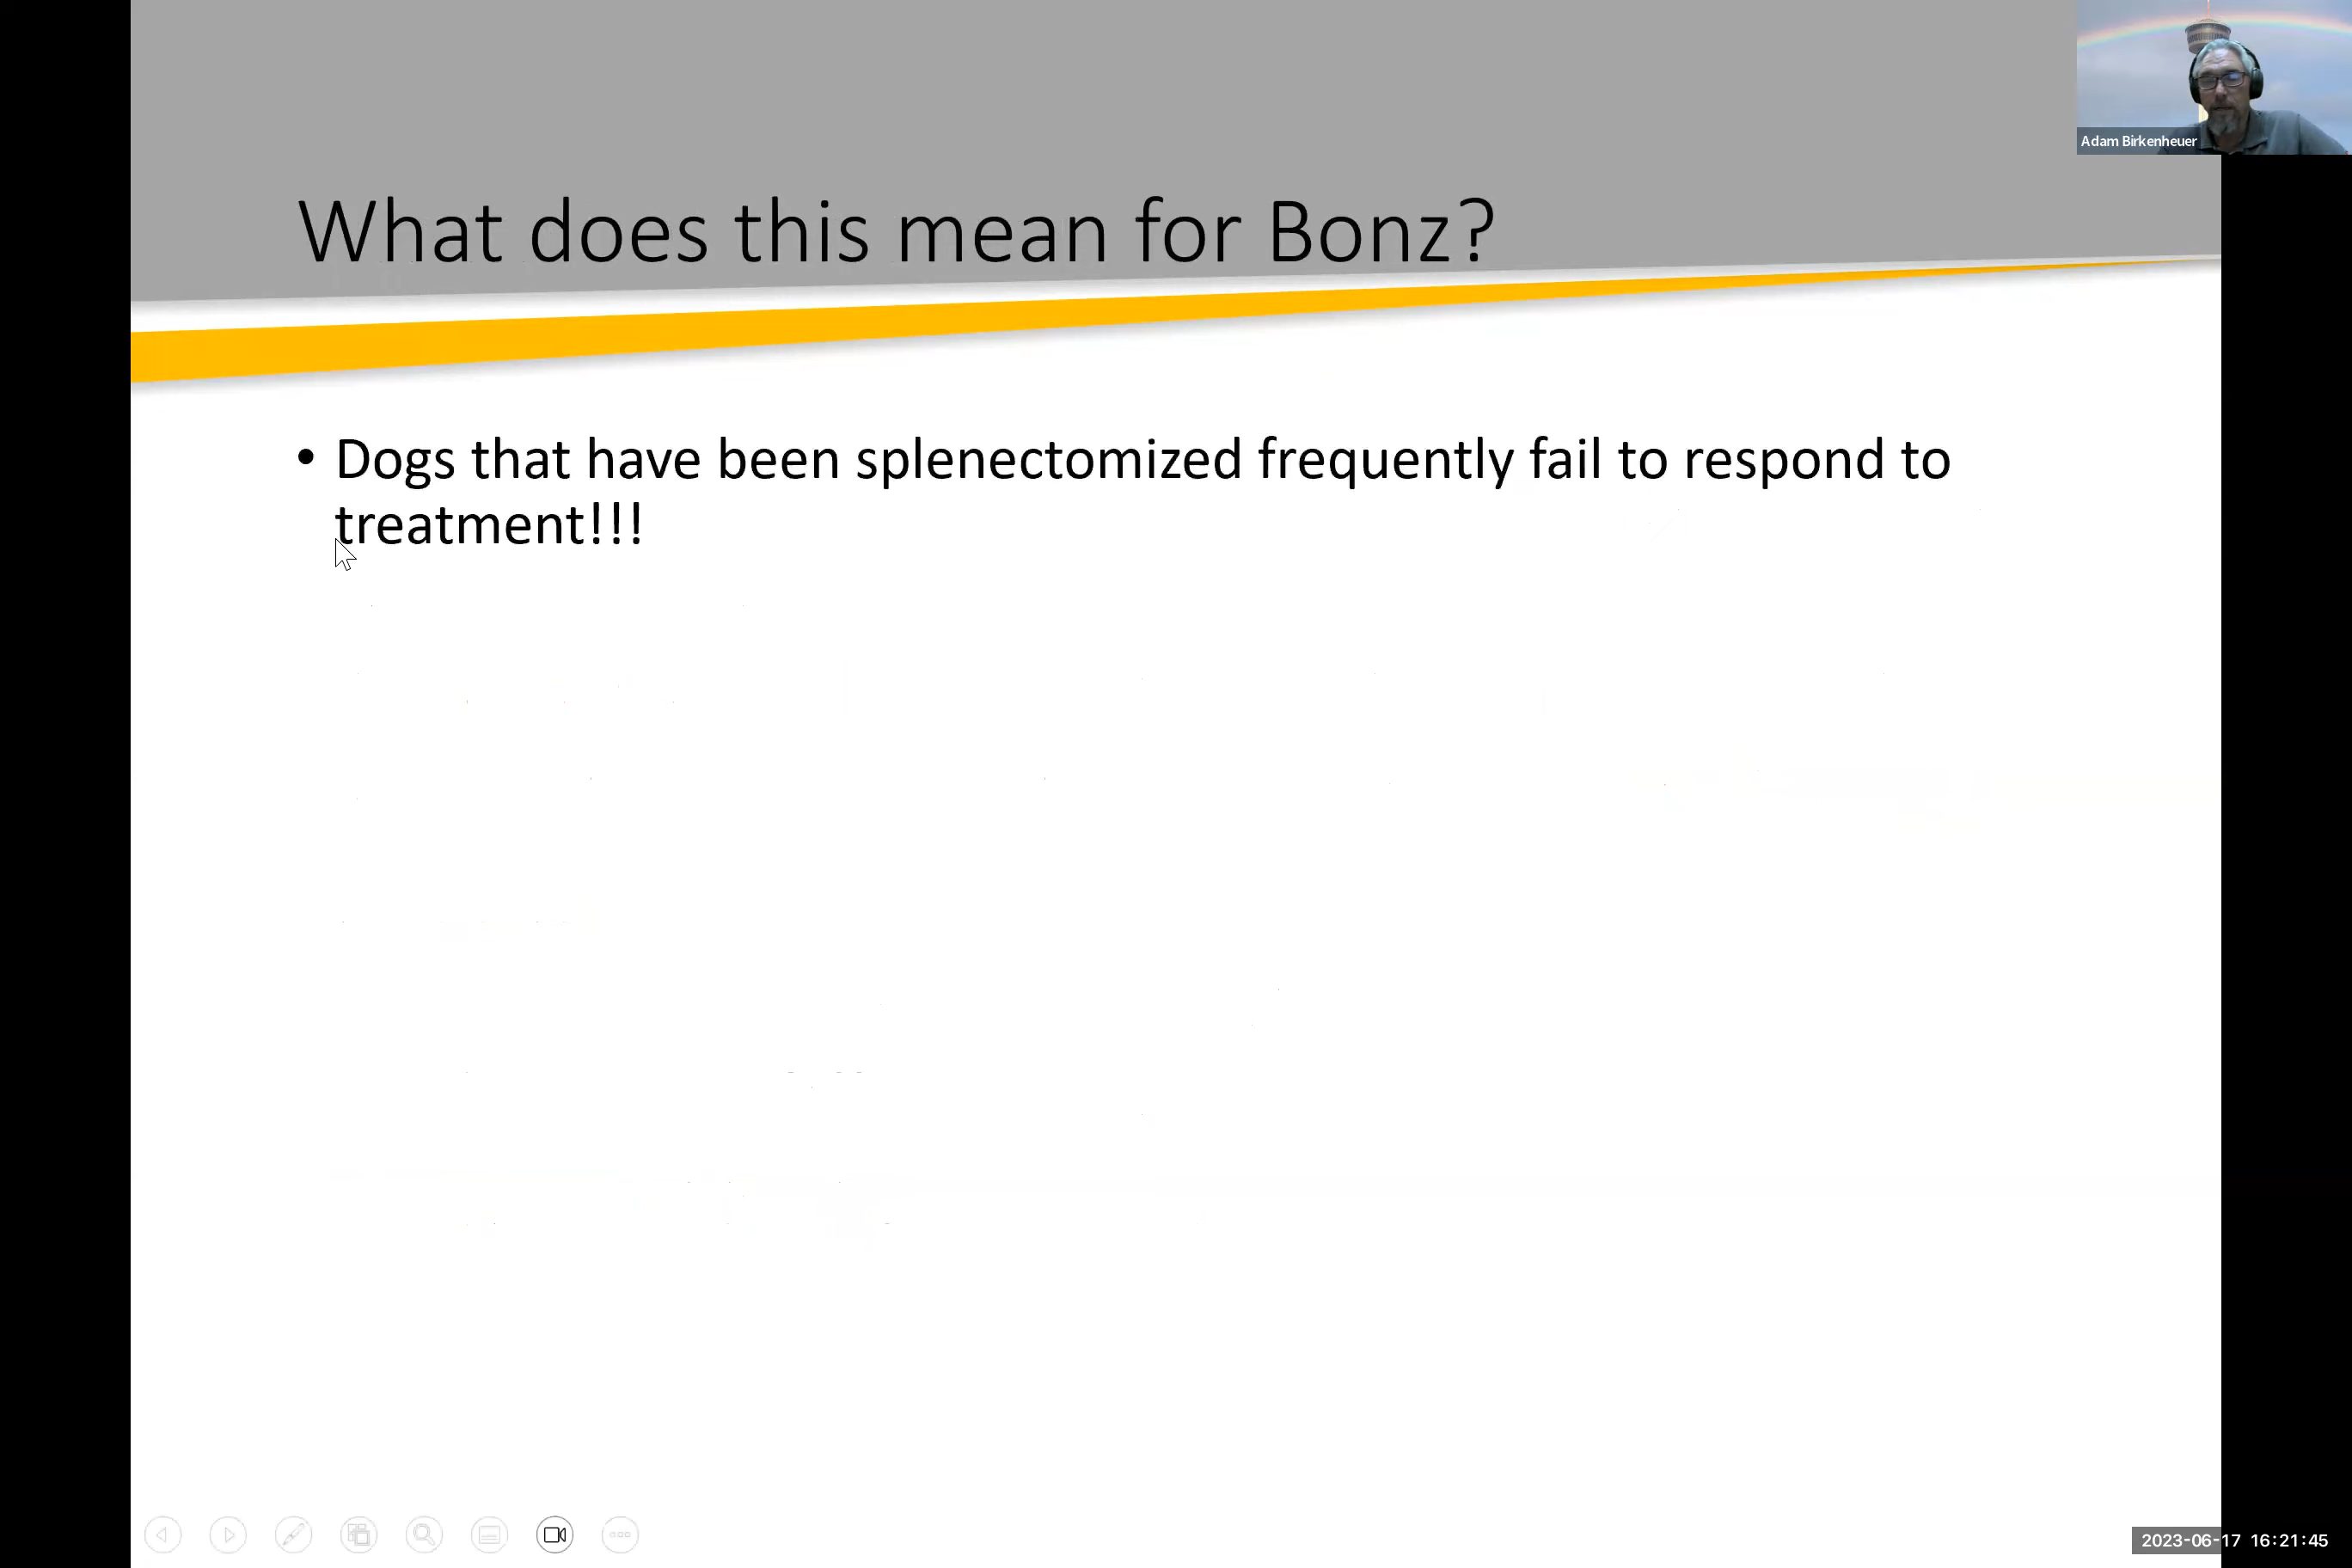 Adam Birkenheuer
What does this mean for Bonz?
• Dogs that have been splenectomized frequently fail to respond to
treatment!!!
2023-06-17 16:21:45